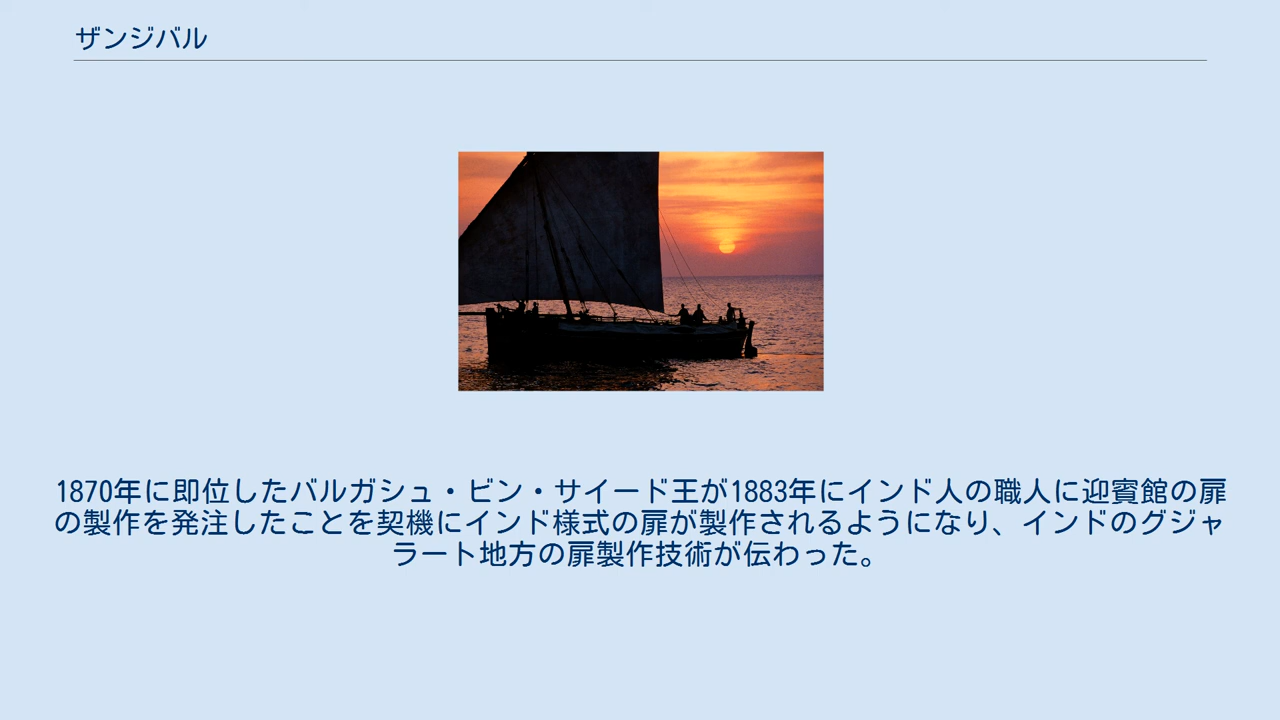 ザンジバル
1870年に即位したバルガシュ・ビン・サイード王が1883年にインド人の職人に迎賓館の扉
の製作を発注したことを契機にインド様式の扉が製作されるようになり、インドのグジャ
ラート地方の扉製作技術が伝わった。